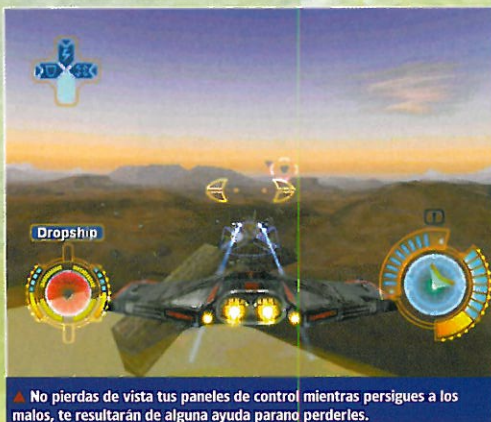 Dropship
▲ No pierdas de vista tus paneles de control mientras persigues a los
malos, te resultarán de alguna ayuda parano perderles.